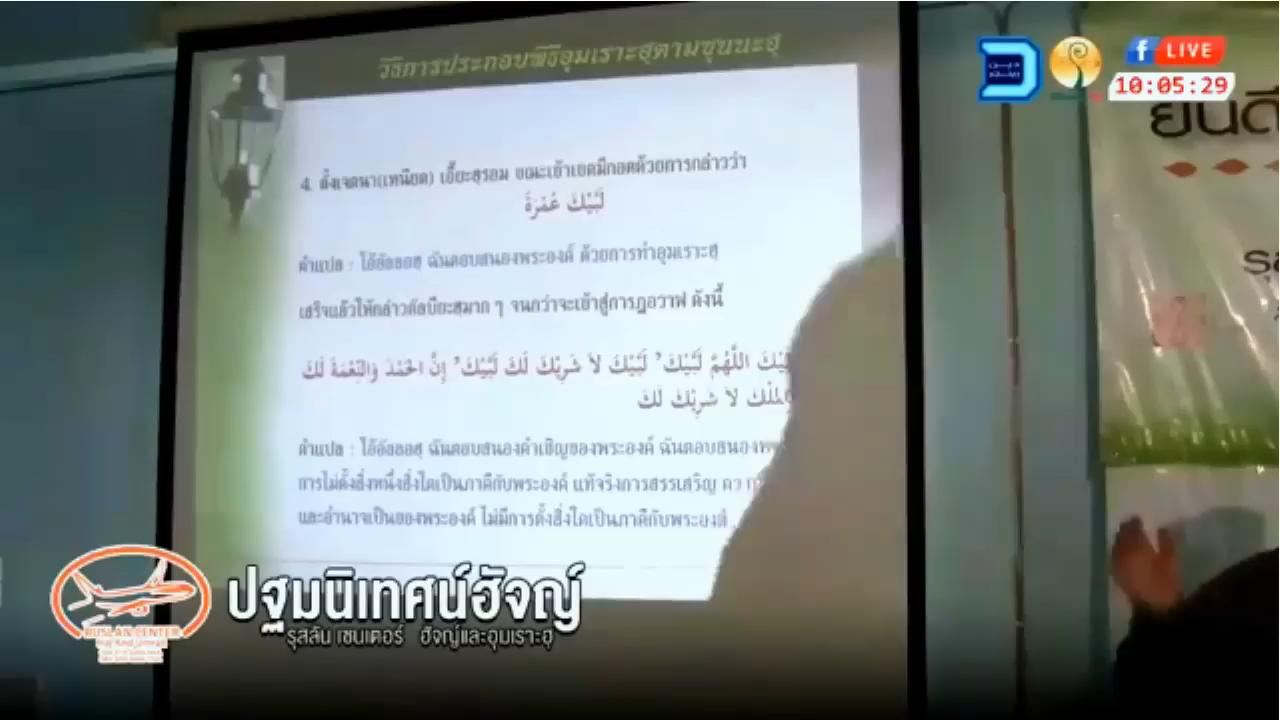 วิธีการประกอบพิธีอุมเราะฮฺตามซุนนะฮฺ
LIVE
10:05:29
ยินดี
4. ตั้งเจตนา(เหนียต) เอี๊ยะฮฺรอม ขณะเข้าเขตมีกอตด้วยการกล่าวว่า
لَبَّيْكَ عُمْرَةً
คำแปล : โอ้อัลลอฮฺ ฉันตอบสนองพระองค์ ด้วยการทำอุมเราะฮฺ
เสร็จแล้วให้กล่าวตัลบียะฮฺมาก ๆ จนกว่าจะเข้าสู่การฏอวาฟ ดังนี้
اللَّهُمَّ لَبَّيْكَ، لَبَّيْكَ لاَ شَرِيْكَ لَكَ لَبَّيْكَ، إِنَّ الْحَمْدَ وَالنِّعْمَةَ لَكَ
لاَ شَرِيْكَ لَكَ
คำแปล : โอ้อัลลอฮฺ ฉันตอบสนองคำเชิญของพระองค์ ฉันตอบสนอง
การไม่ตั้งสิ่งหนึ่งสิ่งใดเป็นภาคีกับพระองค์ แท้จริงการสรรเสริญ
และอำนาจเป็นของพระองค์ ไม่มีการตั้งสิ่งใดเป็นภาคีกับพระองค์
ปฐมนิเทศน์ฮัจญ์
รุสลัน เซนเตอร์ ฮัจญ์และอุมเราะฮฺ
RUSLAN CENTER